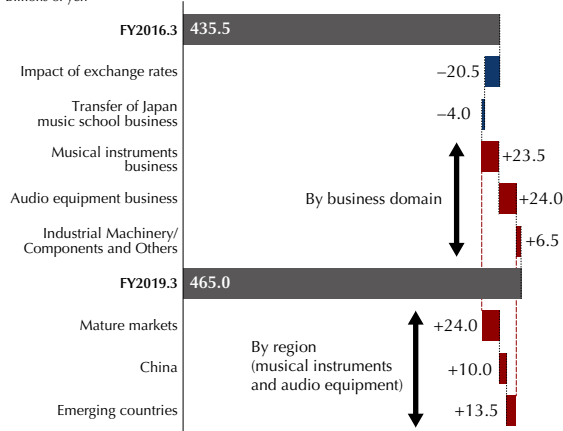 Billions of yen
FY2016.3
435.5
Impact of exchange rates
−20.5
Transfer of Japan
music school business
−4.0
Musical instruments
business
+23.5
Audio equipment business
+24.0
By business domain
Industrial Machinery/
Components and Others
+6.5
FY2019.3
465.0
Mature markets
+24.0
By region
(musical instruments
and audio equipment)
China
+10.0
Emerging countries
+13.5